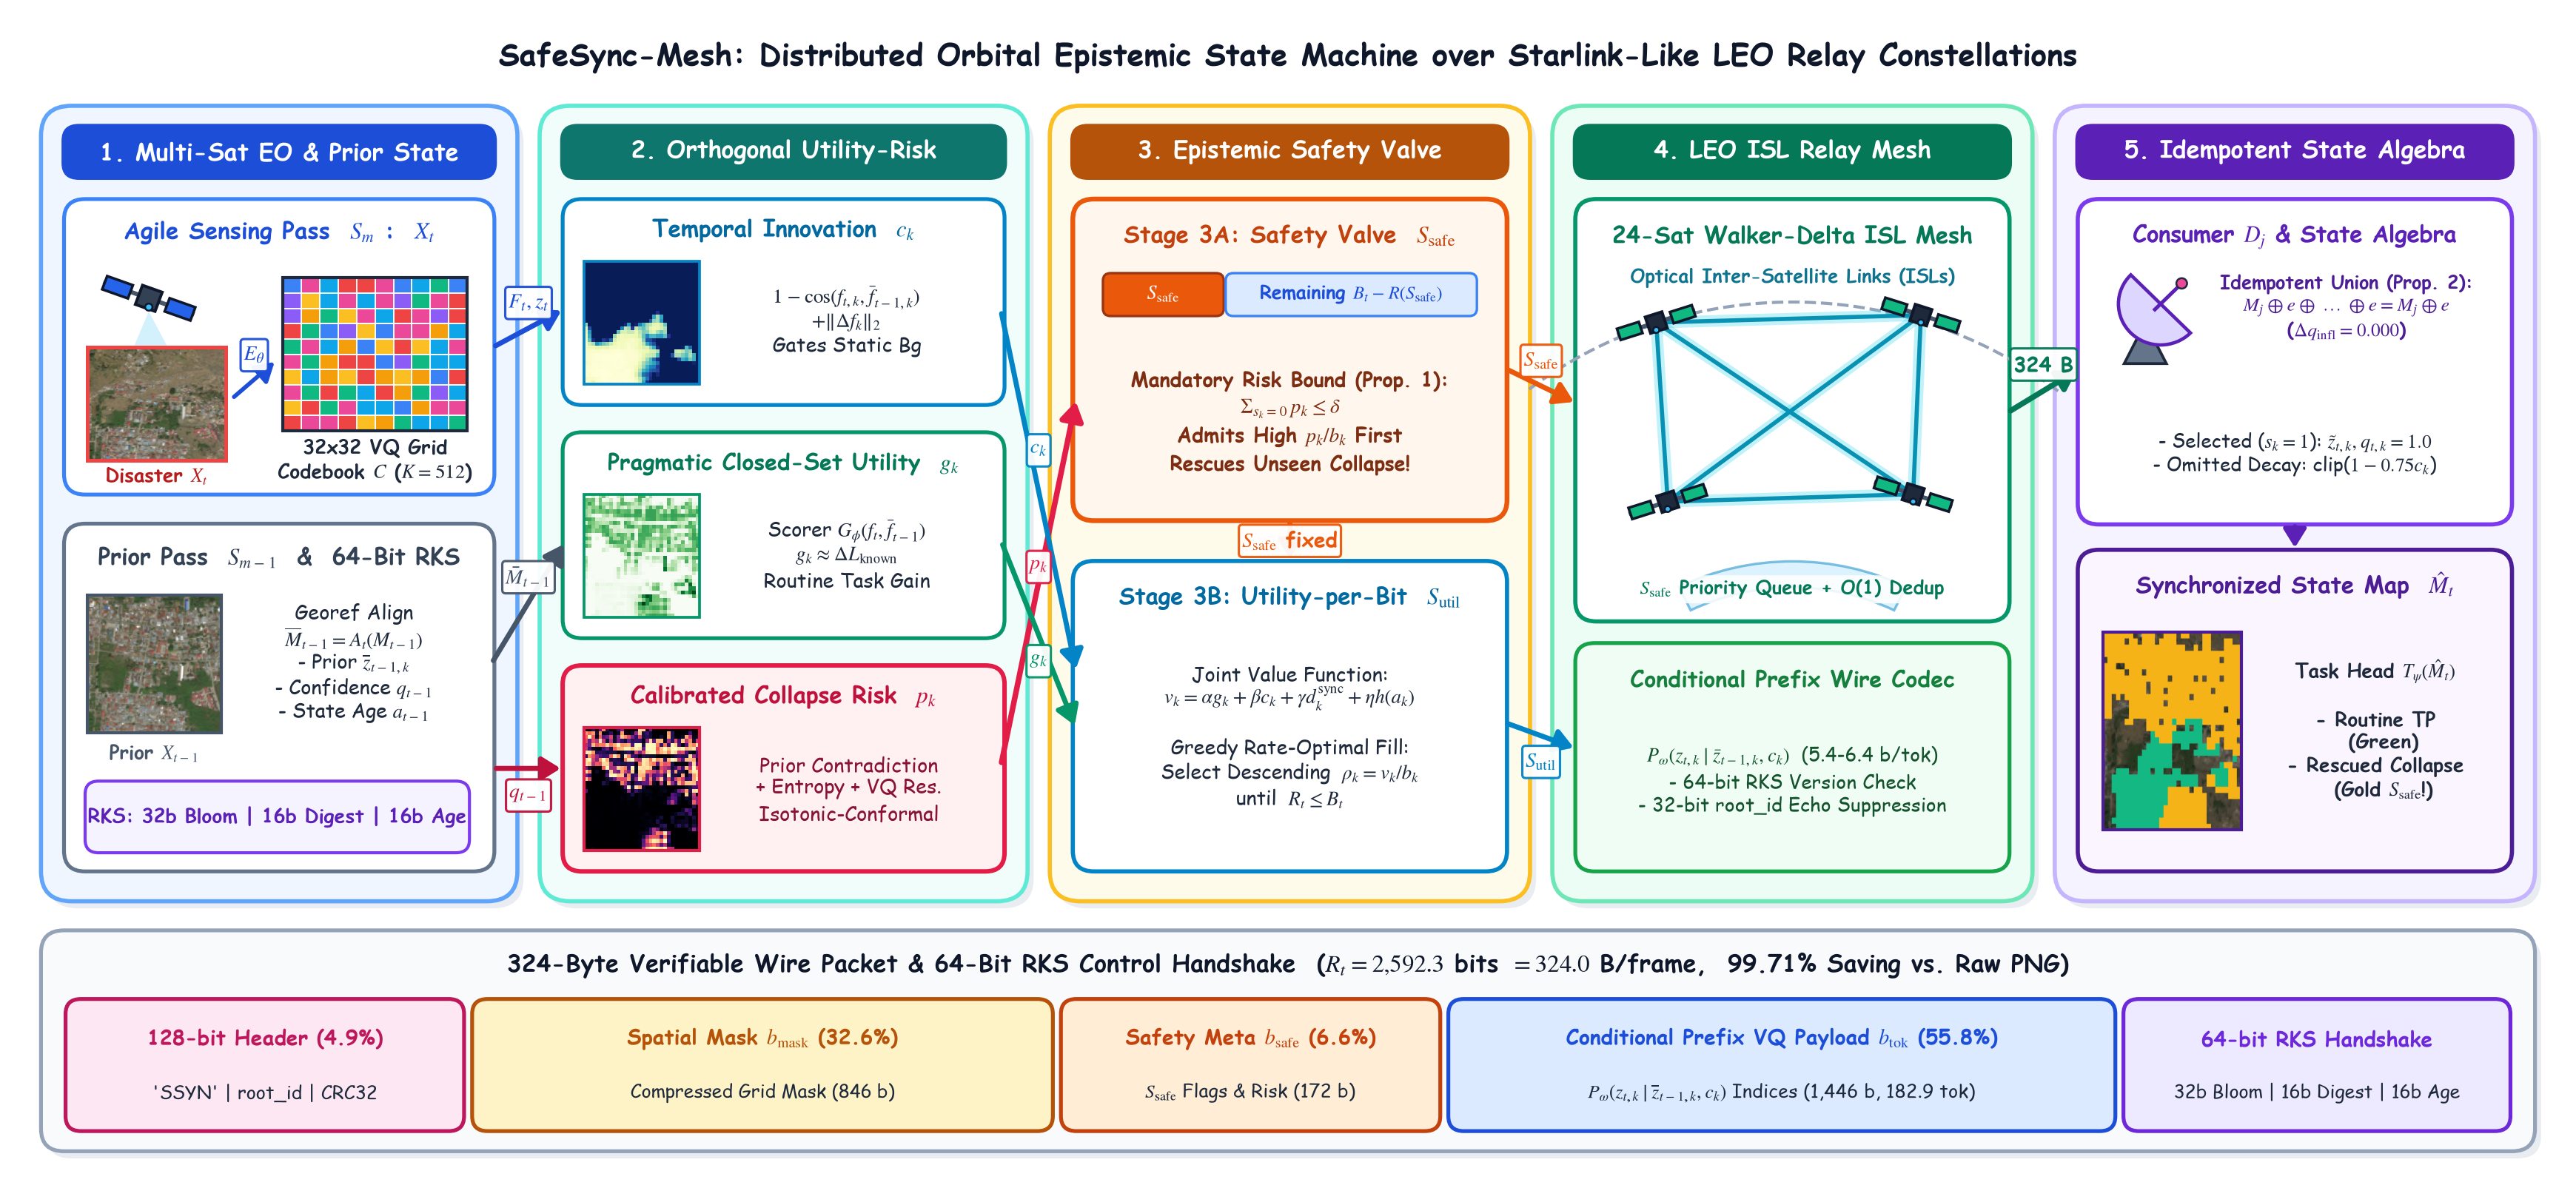 SafeSync-Mesh: Distributed Orbital Epistemic State Machine over Starlink-Like LEO Relay Constellations
1. Multi-Sat EO & Prior State
Agile Sensing Pass S_m : X_t
E_θ
Disaster X_t
32x32 VQ Grid
Codebook C (K = 512)
Prior Pass S_{m−1} & 64-Bit RKS
Georef Align
M̅_{t−1} = A_t(M_{t−1})
- Prior z̄_{t−1,k}
- Confidence q_{t−1}
- State Age a_{t−1}
Prior X_{t−1}
RKS: 32b Bloom | 16b Digest | 16b Age
F_t, z_t
M̄_{t−1}
q_{t−1}
2. Orthogonal Utility-Risk
Temporal Innovation c_k
1 − cos(f_{t,k}, f̄_{t−1,k})
+‖Δf_k‖_2
Gates Static Bg
Pragmatic Closed-Set Utility g_k
Scorer G_ϕ(f_t, f̄_{t−1})
g_k ≈ ΔL_known
Routine Task Gain
Calibrated Collapse Risk p_k
Prior Contradiction
+ Entropy + VQ Res.
Isotonic-Conformal
c_k
p_k
g_k
3. Epistemic Safety Valve
Stage 3A: Safety Valve S_safe
S_safe
Remaining B_t − R(S_safe)
Mandatory Risk Bound (Prop. 1):
Σ_{s_k=0} p_k ≤ δ
Admits High p_k/b_k First
Rescues Unseen Collapse!
S_safe fixed
Stage 3B: Utility-per-Bit S_util
Joint Value Function:
v_k = αg_k + βc_k + γd_k^sync + ηh(a_k)
Greedy Rate-Optimal Fill:
Select Descending ρ_k = v_k/b_k
until R_t ≤ B_t
S_safe
S_util
4. LEO ISL Relay Mesh
24-Sat Walker-Delta ISL Mesh
Optical Inter-Satellite Links (ISLs)
S_safe Priority Queue + O(1) Dedup
Conditional Prefix Wire Codec
P_ω(z_{t,k} | z̄_{t−1,k}, c_k) (5.4-6.4 b/tok)
- 64-bit RKS Version Check
- 32-bit root_id Echo Suppression
324 B
5. Idempotent State Algebra
Consumer D_j & State Algebra
Idempotent Union (Prop. 2):
M_j ⊕ e ⊕ … ⊕ e = M_j ⊕ e
(Δq_infl = 0.000)
- Selected (s_k = 1): z̃_{t,k}, q_{t,k} = 1.0
- Omitted Decay: clip(1 − 0.75c_k)
Synchronized State Map M̂_t
Task Head T_ψ(M̂_t)
- Routine TP
(Green)
- Rescued Collapse
(Gold S_safe!)
324-Byte Verifiable Wire Packet & 64-Bit RKS Control Handshake (R_t = 2,592.3 bits = 324.0 B/frame, 99.71% Saving vs. Raw PNG)
128-bit Header (4.9%)
'SSYN' | root_id | CRC32
Spatial Mask b_mask (32.6%)
Compressed Grid Mask (846 b)
Safety Meta b_safe (6.6%)
S_safe Flags & Risk (172 b)
Conditional Prefix VQ Payload b_tok (55.8%)
P_ω(z_{t,k} | z̄_{t−1,k}, c_k) Indices (1,446 b, 182.9 tok)
64-bit RKS Handshake
32b Bloom | 16b Digest | 16b Age